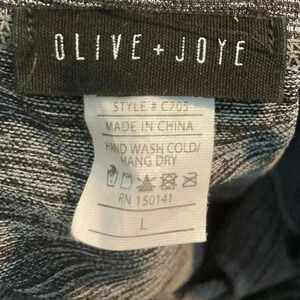 OLIVE + JOYE
STYLE # C705
MADE IN CHINA
HAND WASH COLD/
HANG DRY
RN 150141
L